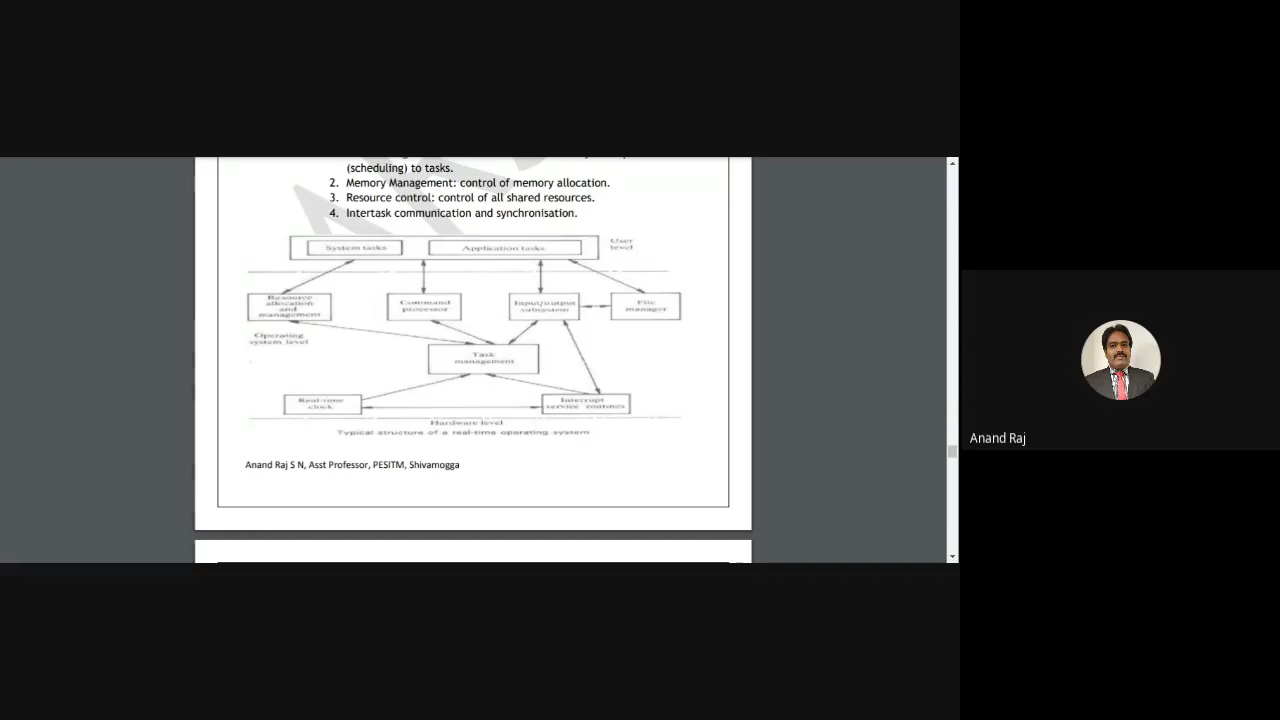 (scheduling) to tasks.
2. Memory Management: control of memory allocation.
3. Resource control: control of all shared resources.
4. Intertask communication and synchronisation.
System tasks
Application tasks
User
level
Resource
allocation
and
management
Command
processor
Input/output
subsystem
File
manager
Operating
system level
Task
management
Real-time
clock
Interrupt
service routines
Hardware level
Typical structure of a real-time operating system
Anand Raj S N, Asst Professor, PESITM, Shivamogga
Anand Raj